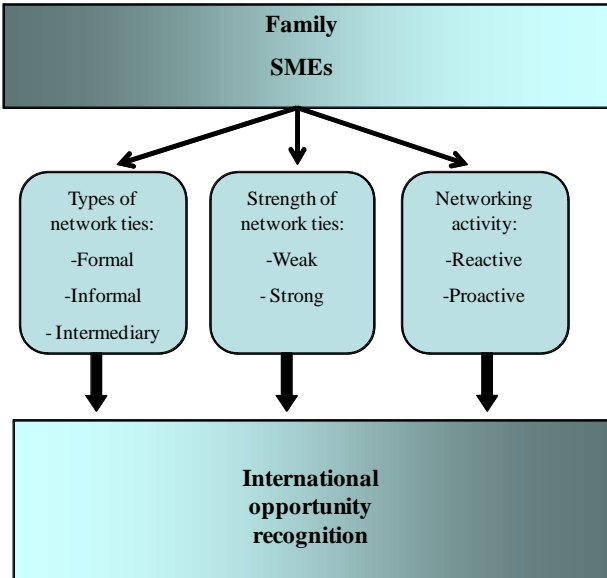 Family
SMEs
Types of
network ties:
-Formal
-Informal
- Intermediary
Strength of
network ties:
-Weak
- Strong
Networking
activity:
-Reactive
-Proactive
International
opportunity
recognition